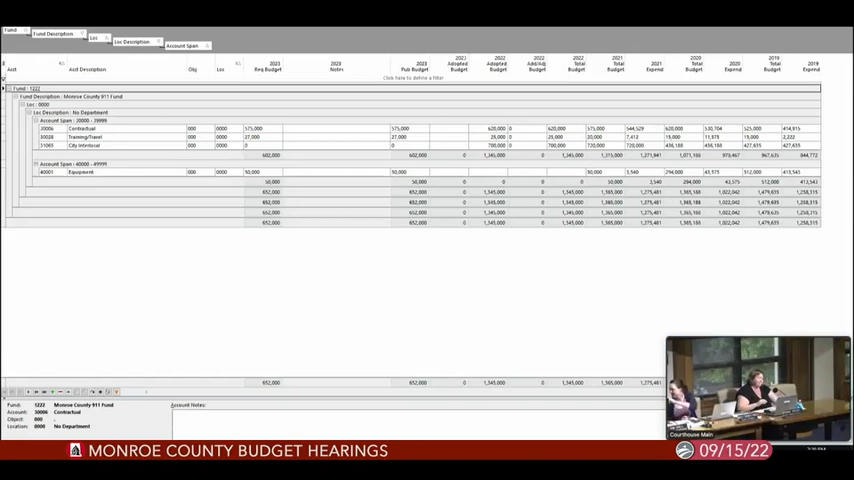 Fund Fund Description Loc Loc Description Account Span
Acct Acct Description Obj Loc 2023 Req Budget 2023 Notes 2023 Pub Budget 2023 Adopted Budget 2022 Adopted Budget 2022 Add/Adj Budget 2022 Total Budget 2021 Total Budget 2021 Expend 2020 Total Budget 2020 Expend 2019 Total Budget 2019 Expend
Click here to define a filter
Fund : 1222
Fund Description : Monroe County 911 Fund
Loc : 0000
Loc Description : No Department
Account Span : 30000 - 39999
30006 Contractual 000 0000 575,000 575,000 620,000 0 620,000 575,000 544,529 620,000 530,704 525,000 414,915
30028 Training/Travel 000 0000 27,000 27,000 25,000 0 25,000 20,000 7,412 15,000 11,575 15,000 2,222
31065 City Interlocal 000 0000 0 0 700,000 0 700,000 720,000 720,000 436,188 436,188 427,635 427,635
602,000 602,000 0 1,345,000 0 1,345,000 1,315,000 1,271,941 1,071,188 978,467 967,635 844,772
Account Span : 40000 - 49999
40001 Equipment 000 0000 50,000 50,000 50,000 3,540 294,000 43,575 512,000 413,543
50,000 50,000 0 0 0 0 50,000 3,540 294,000 43,575 512,000 413,543
652,000 652,000 0 1,345,000 0 1,345,000 1,365,000 1,275,481 1,365,188 1,022,042 1,479,635 1,258,315
652,000 652,000 0 1,345,000 0 1,345,000 1,365,000 1,275,481 1,365,188 1,022,042 1,479,635 1,258,315
652,000 652,000 0 1,345,000 0 1,345,000 1,365,000 1,275,481 1,365,188 1,022,042 1,479,635 1,258,315
652,000 652,000 0 1,345,000 0 1,345,000 1,365,000 1,275,481 1,365,188 1,022,042 1,479,635 1,258,315
652,000 652,000 0 1,345,000 0 1,345,000 1,365,000 1,275,481
Fund: 1222 Monroe County 911 Fund Account Notes:
Account: 30006 Contractual
Object: 000 .
Location: 0000 No Department
Courthouse Main
MONROE COUNTY BUDGET HEARINGS 09/15/22